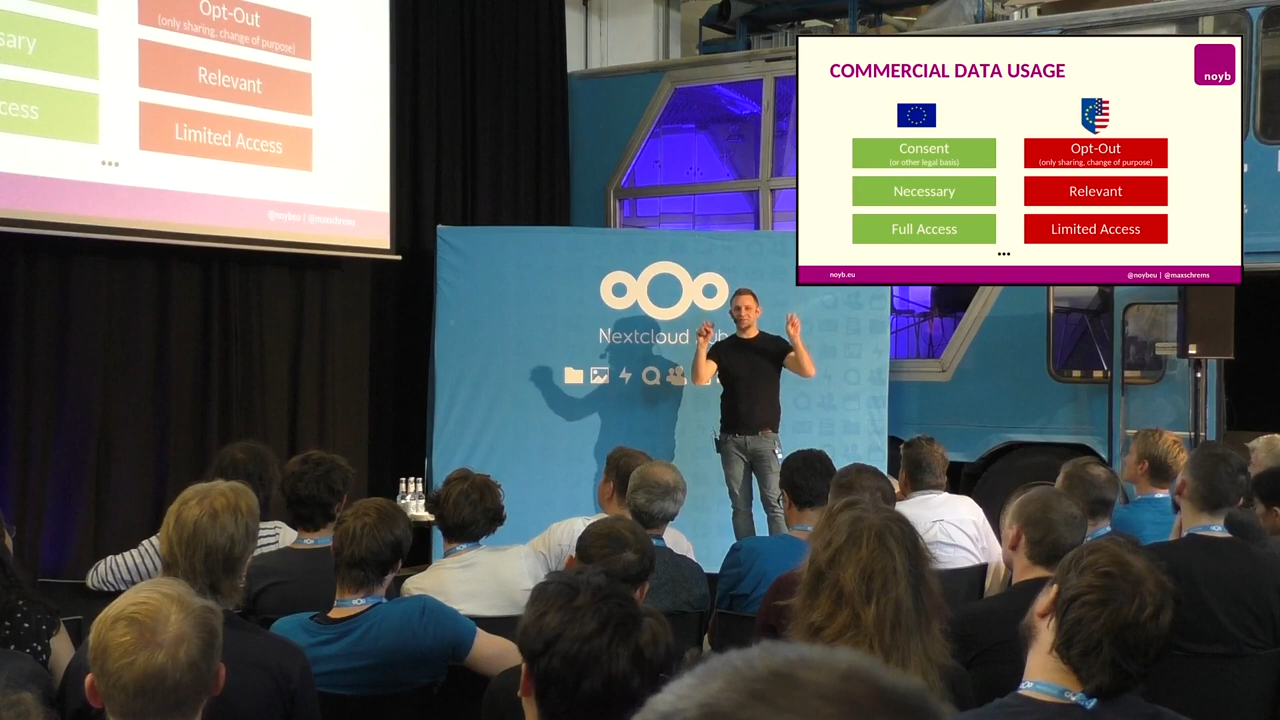 Opt-Out
(only sharing, change of purpose)
Relevant
Limited Access
...
@noybeu | @maxschrems
Nextcloud
COMMERCIAL DATA USAGE
noyb
Consent
(or other legal basis)
Opt-Out
(only sharing, change of purpose)
Necessary
Relevant
Full Access
Limited Access
...
noyb.eu
@noybeu | @maxschrems